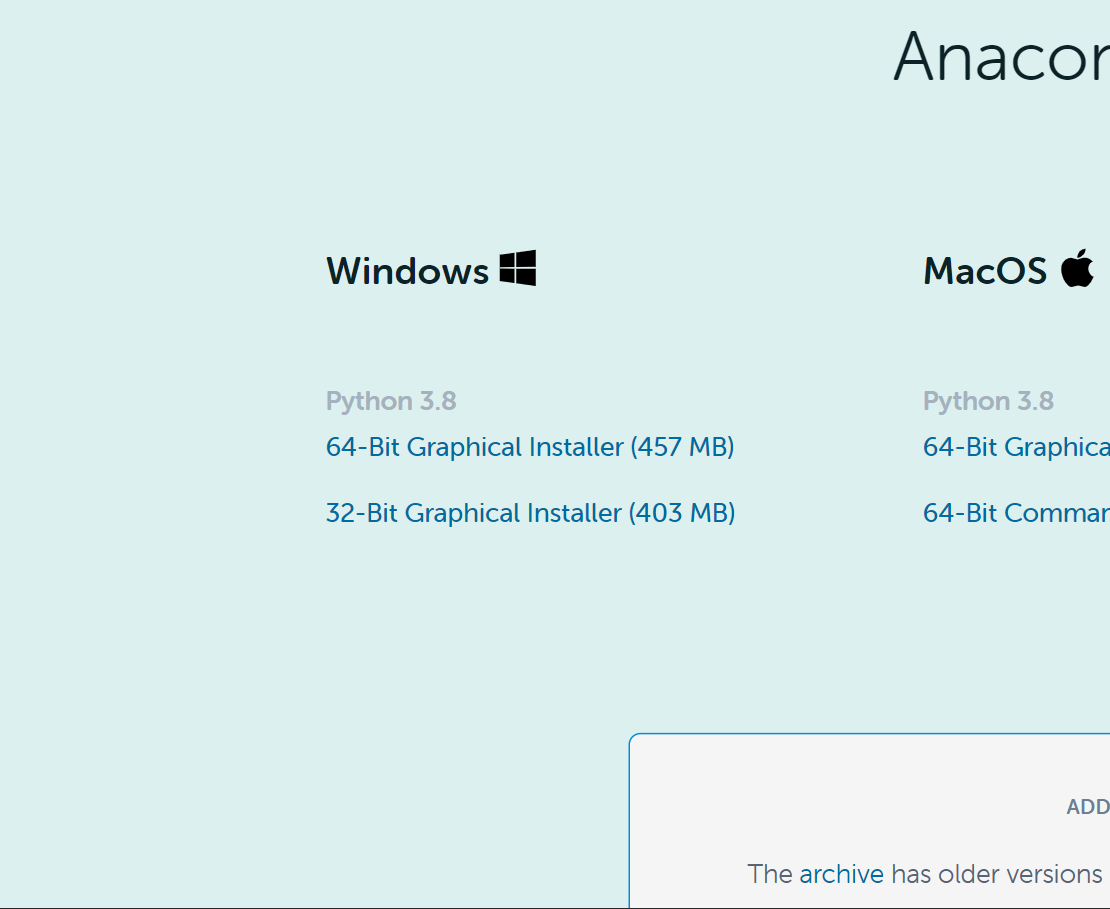 Anacon
Windows
Python 3.8
64-Bit Graphical Installer (457 MB)
32-Bit Graphical Installer (403 MB)
MacOS
Python 3.8
64-Bit Graphica
64-Bit Comman
ADD
The archive has older versions